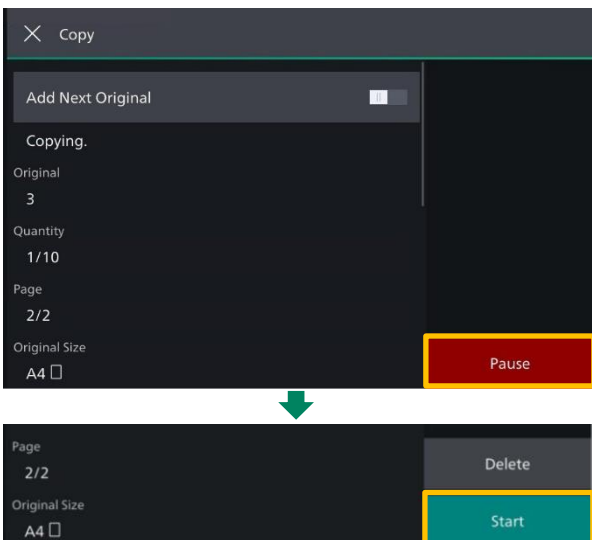 Copy
Add Next Original
Copying.
Original
3
Quantity
1/10
Page
2/2
Original Size
A4
Pause
Page
2/2
Delete
Original Size
A4
Start